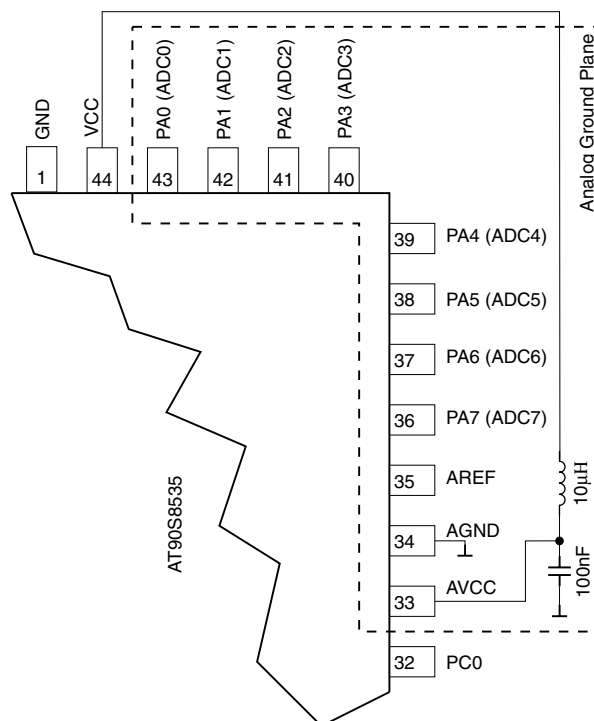 GND
VCC
PA0 (ADC0)
PA1 (ADC1)
PA2 (ADC2)
PA3 (ADC3)
Analog Ground Plane
1
44
43
42
41
40
39
PA4 (ADC4)
38
PA5 (ADC5)
37
PA6 (ADC6)
36
PA7 (ADC7)
35
AREF
10μH
34
AGND
AT90S8535
100nF
33
AVCC
32
PC0